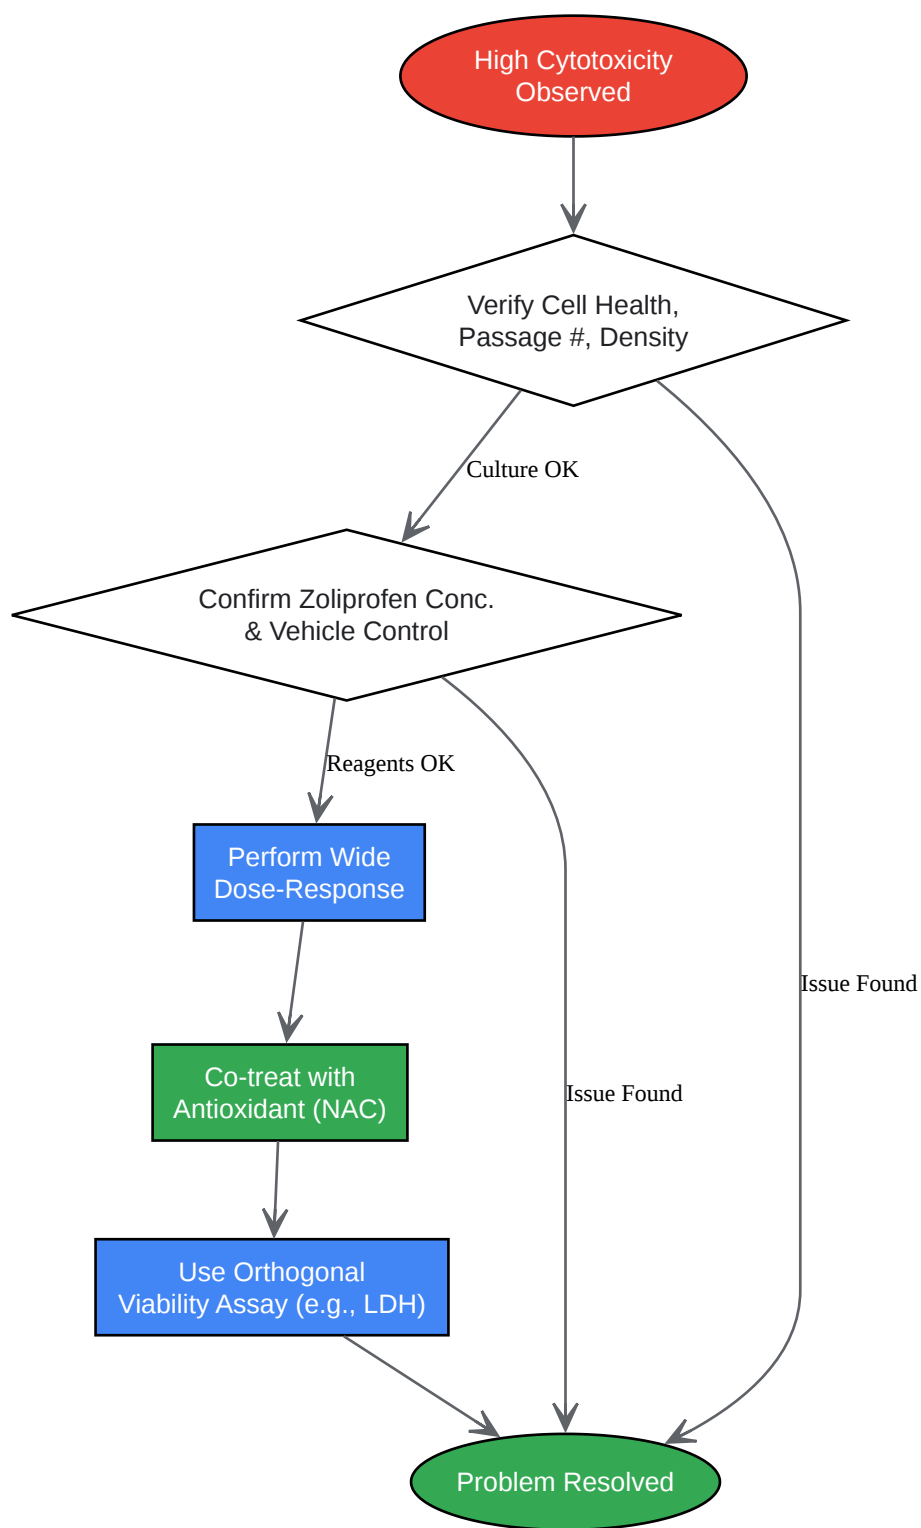 High Cytotoxicity
Observed
Verify Cell Health,
Passage #, Density
Culture OK
Confirm Zoliprofen Conc.
& Vehicle Control
Reagents OK
Perform Wide
Dose-Response
Issue Found
Co-treat with
Antioxidant (NAC)
Issue Found
Use Orthogonal
Viability Assay (e.g., LDH)
Problem Resolved